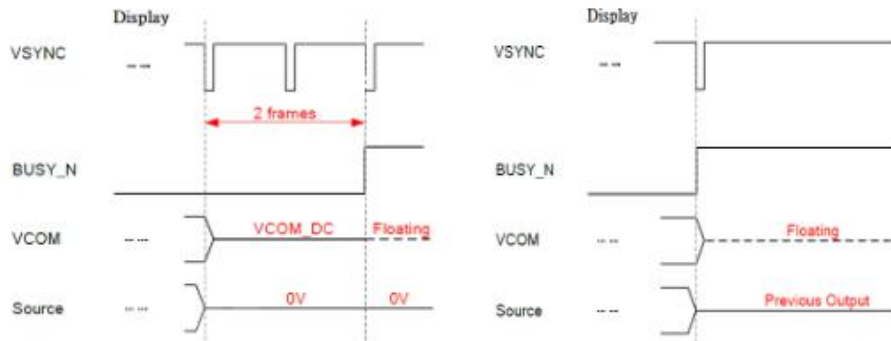 Display
VSYNC
-- --
2 frames
BUSY_N
VCOM
-- --
VCOM_DC
Floating
Source
-- --
0V
0V
Display
VSYNC
-- --
BUSY_N
VCOM
-- --
Floating
Source
-- --
Previous Output